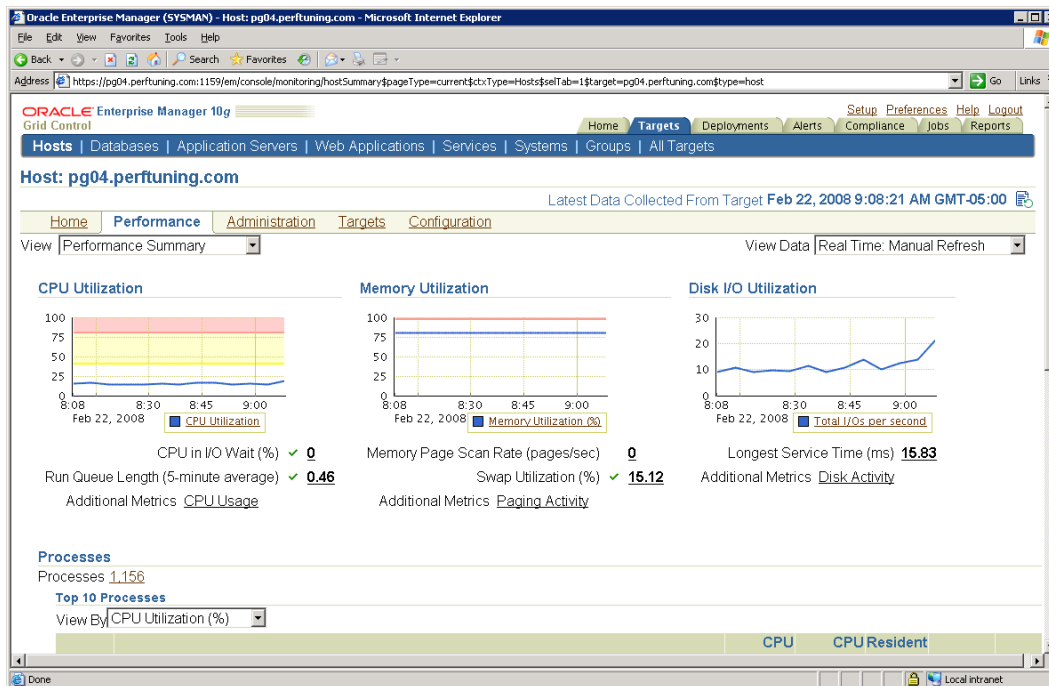 Oracle Enterprise Manager (SYSMAN) - Host: pg04.perftuning.com - Microsoft Internet Explorer
File Edit View Favorites Tools Help
Back Search Favorites
Address https://pg04.perftuning.com:1159/em/console/monitoring/hostSummary$pageType=current$ctxType=Hosts$selTab=1$target=pg04.perftuning.com$type=host Go Links
ORACLE Enterprise Manager 10g
Grid Control
Setup Preferences Help Logout
Home Targets Deployments Alerts Compliance Jobs Reports
Hosts | Databases | Application Servers | Web Applications | Services | Systems | Groups | All Targets
Host: pg04.perftuning.com
Latest Data Collected From Target Feb 22, 2008 9:08:21 AM GMT-05:00
Home Performance Administration Targets Configuration
View Performance Summary View Data Real Time: Manual Refresh
CPU Utilization
100
75
50
25
0
8:08 8:30 8:45 9:00
Feb 22, 2008 CPU Utilization
CPU in I/O Wait (%) 0
Run Queue Length (5-minute average) 0.46
Additional Metrics CPU Usage
Memory Utilization
100
75
50
25
0
8:08 8:30 8:45 9:00
Feb 22, 2008 Memory Utilization (%)
Memory Page Scan Rate (pages/sec) 0
Swap Utilization (%) 15.12
Additional Metrics Paging Activity
Disk I/O Utilization
30
20
10
0
8:08 8:30 8:45 9:00
Feb 22, 2008 Total I/Os per second
Longest Service Time (ms) 15.83
Additional Metrics Disk Activity
Processes
Processes 1,156
Top 10 Processes
View By CPU Utilization (%)
CPU CPU Resident
Done Local intranet